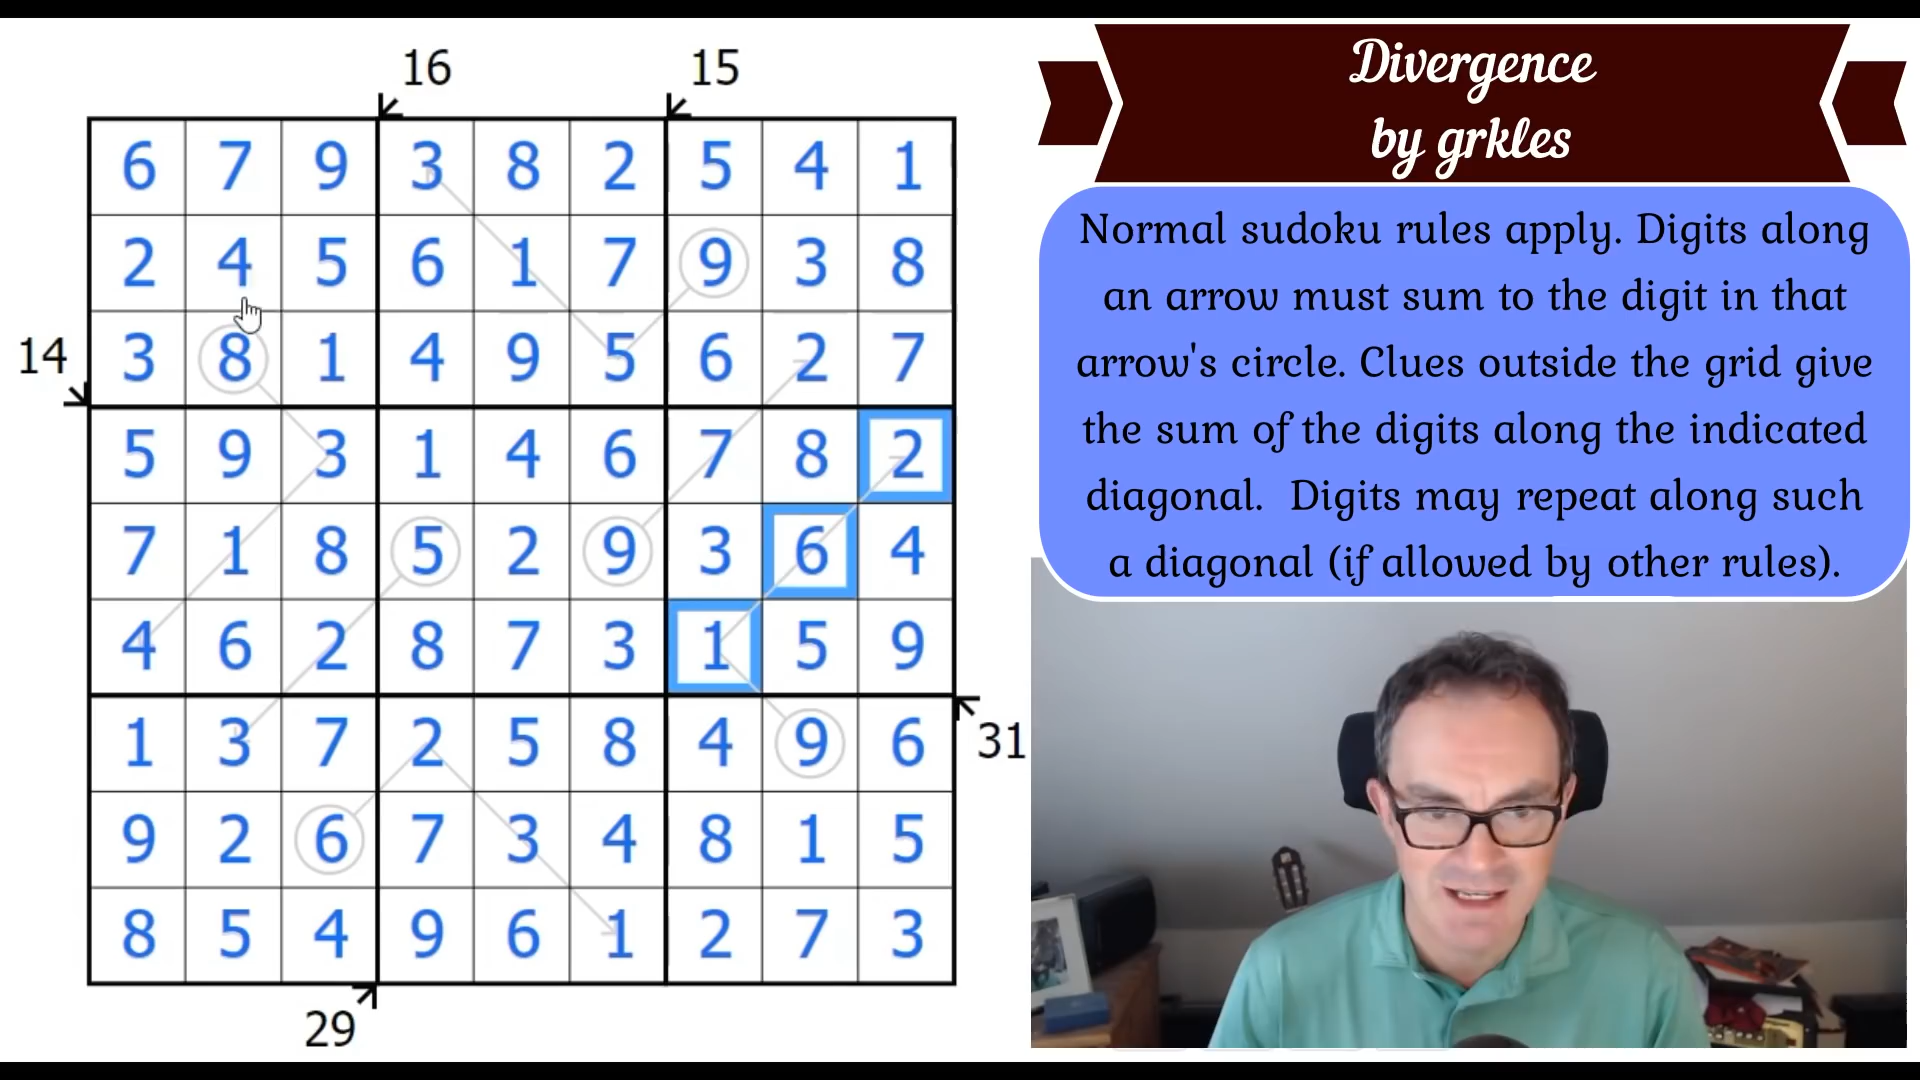 16 15
6 7 9 3 8 2 5 4 1
2 4 5 6 1 7 9 3 8
14 3 8 1 4 9 5 6 2 7
5 9 3 1 4 6 7 8 2
7 1 8 5 2 9 3 6 4
4 6 2 8 7 3 1 5 9
1 3 7 2 5 8 4 9 6 31
9 2 6 7 3 4 8 1 5
8 5 4 9 6 1 2 7 3
29
Divergence
by grkles
Normal sudoku rules apply. Digits along
an arrow must sum to the digit in that
arrow's circle. Clues outside the grid give
the sum of the digits along the indicated
diagonal. Digits may repeat along such
a diagonal (if allowed by other rules).